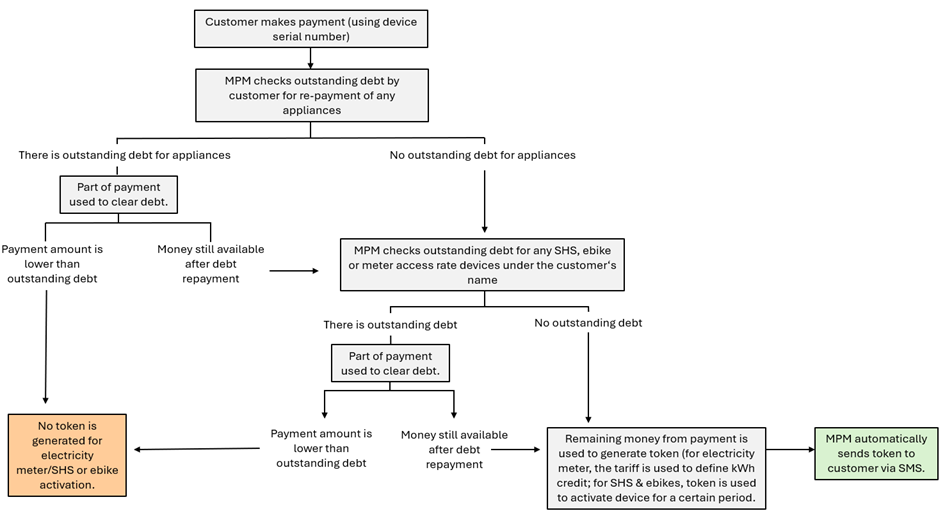 Customer makes payment (using device
serial number)
MPM checks outstanding debt by
customer for re-payment of any
appliances
There is outstanding debt for appliances
No outstanding debt for appliances
Part of payment
used to clear debt.
Payment amount is
lower than
outstanding debt
Money still available
after debt
repayment
MPM checks outstanding debt for any SHS, ebike
or meter access rate devices under the customer‘s
name
There is outstanding debt
No outstanding debt
Part of payment
used to clear debt.
No token is
generated for
electricity
meter/SHS or ebike
activation.
Payment amount is
lower than
outstanding debt
Money still available
after debt
repayment
Remaining money from payment is
used to generate token (for electricity
meter, the tariff is used to define kWh
credit; for SHS & ebikes, token is used
to activate device for a certain period.
MPM automatically
sends token to
customer via SMS.